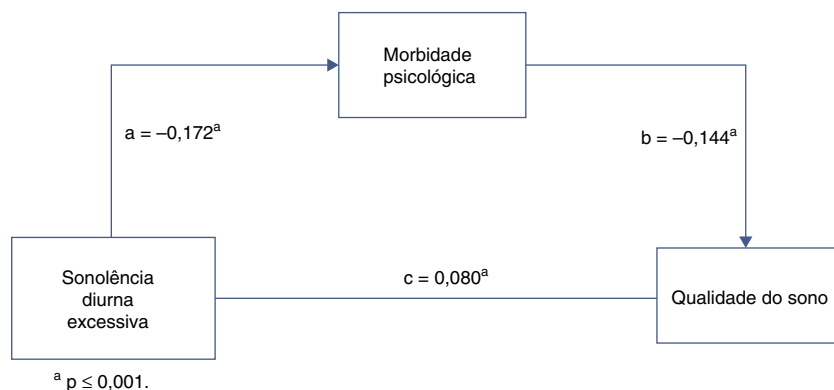 Morbidade
psicológica
a = –0,172ᵃ
b = –0,144ᵃ
Sonolência
diurna
excessiva
c = 0,080ᵃ
Qualidade do sono
ᵃ p ≤ 0,001.